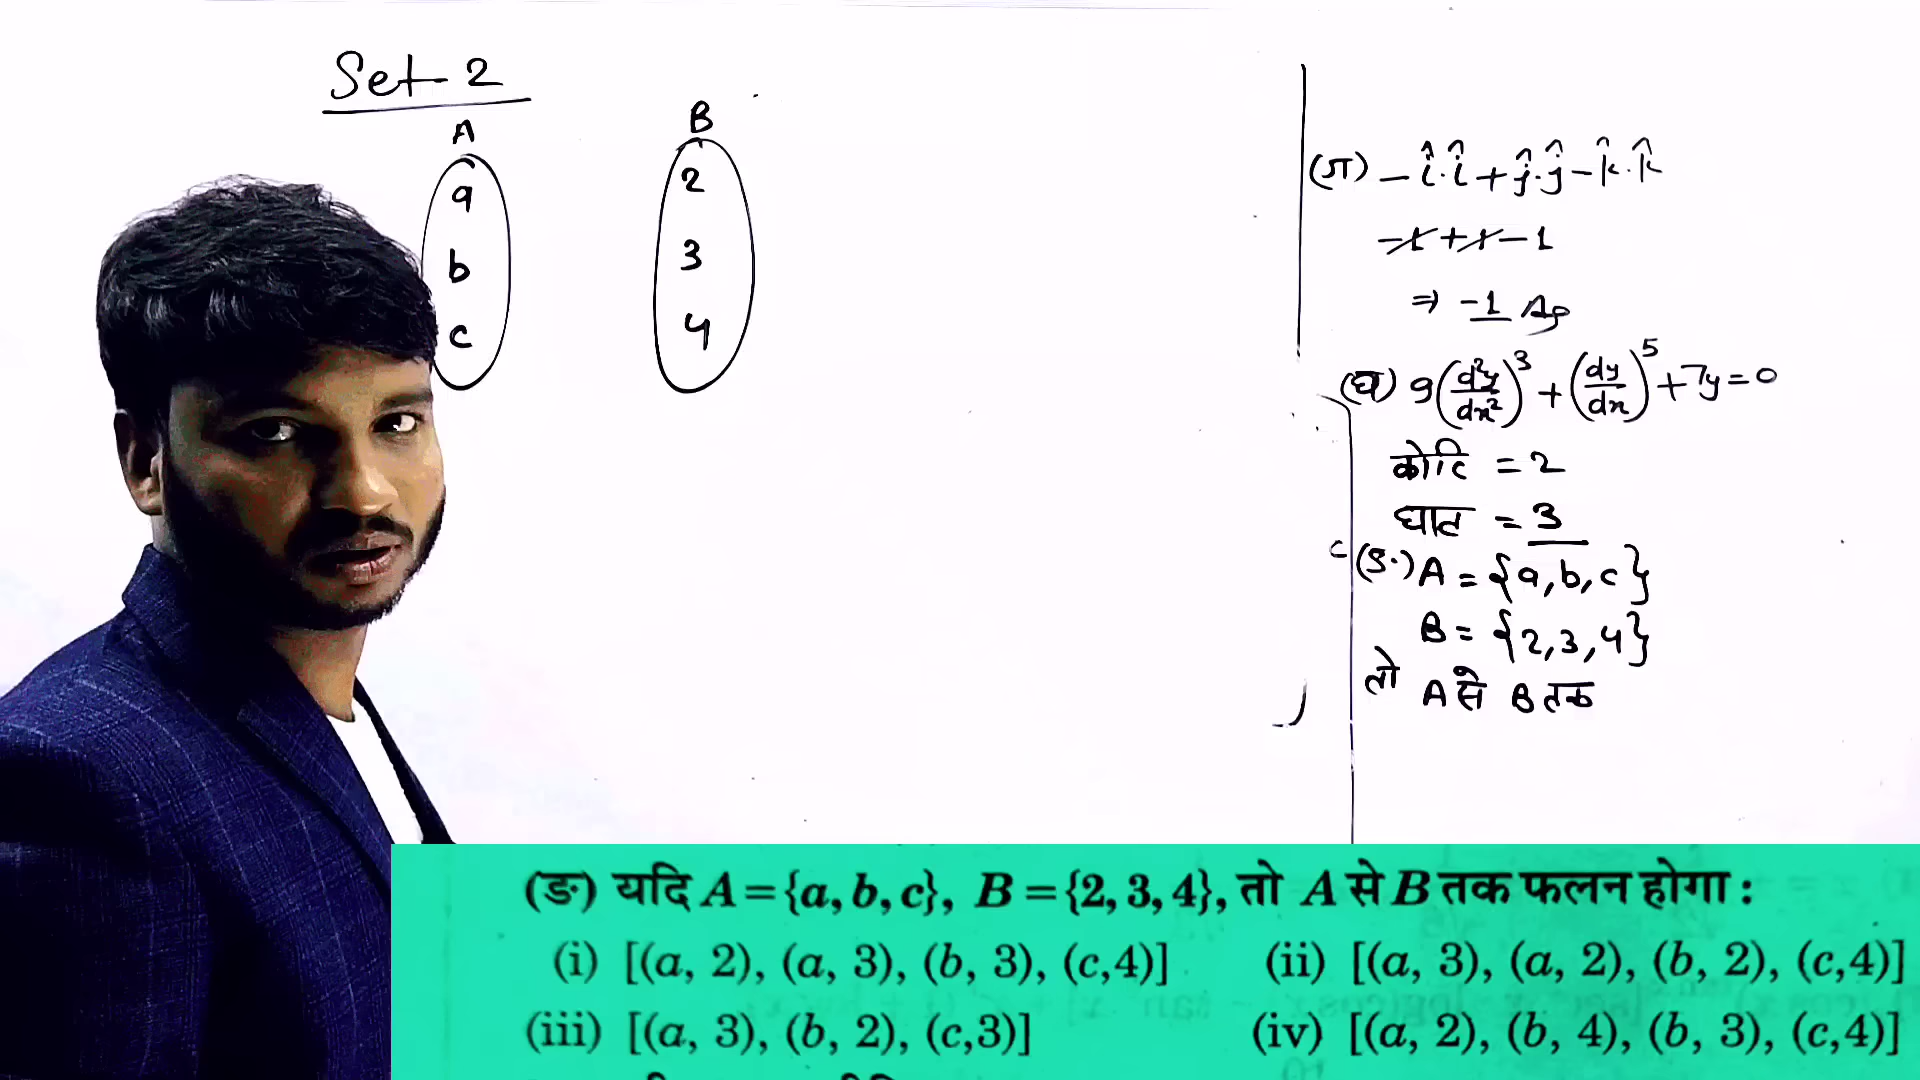 Set-2
A B
a 2
b 3
c 4
(ग) - î.î + ĵ.ĵ - k̂.k̂
-1 + 1 - 1
⇒ -1 Ans
(घ) 9(d²y/dx²)³ + (dy/dx)⁵ + 7y = 0
कोटि = 2
घात = 3
(ङ) A = {a, b, c}
B = {2, 3, 4}
तो A से B तक
(ङ) यदि A = {a, b, c}, B = {2, 3, 4}, तो A से B तक फलन होगा :
(i) [(a, 2), (a, 3), (b, 3), (c,4)] (ii) [(a, 3), (a, 2), (b, 2), (c,4)]
(iii) [(a, 3), (b, 2), (c,3)] (iv) [(a, 2), (b, 4), (b, 3), (c,4)]